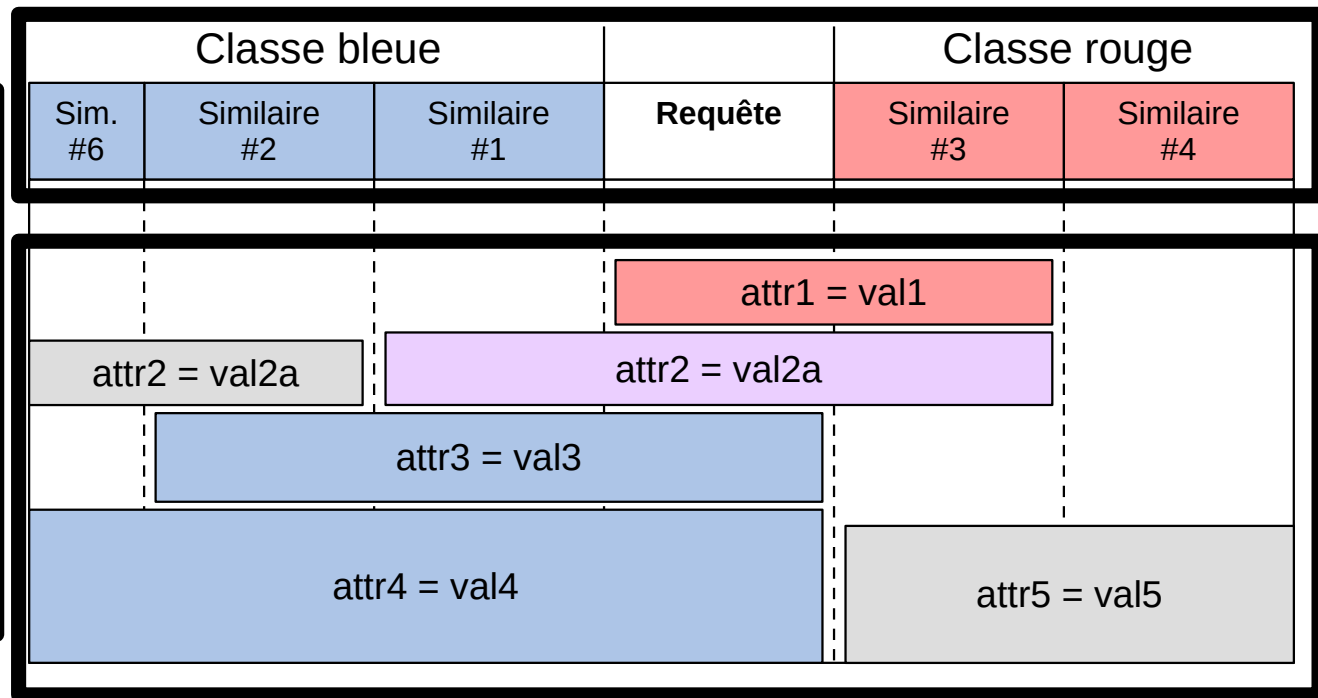 Classe bleue
Classe rouge
Sim.
#6
Similaire
#2
Similaire
#1
Requête
Similaire
#3
Similaire
#4
attr1 = val1
attr2 = val2a
attr2 = val2a
attr3 = val3
attr4 = val4
attr5 = val5